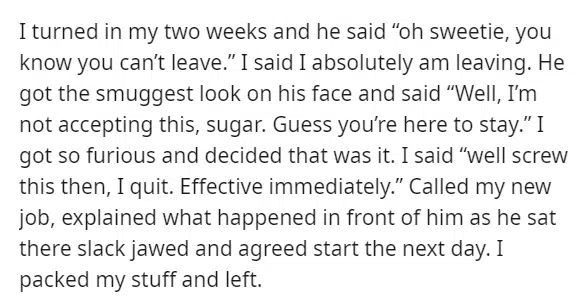 I turned in my two weeks and he said “oh sweetie, you
know you can’t leave.” I said I absolutely am leaving. He
got the smuggest look on his face and said “Well, I’m
not accepting this, sugar. Guess you’re here to stay.” I
got so furious and decided that was it. I said “well screw
this then, I quit. Effective immediately.” Called my new
job, explained what happened in front of him as he sat
there slack jawed and agreed start the next day. I
packed my stuff and left.